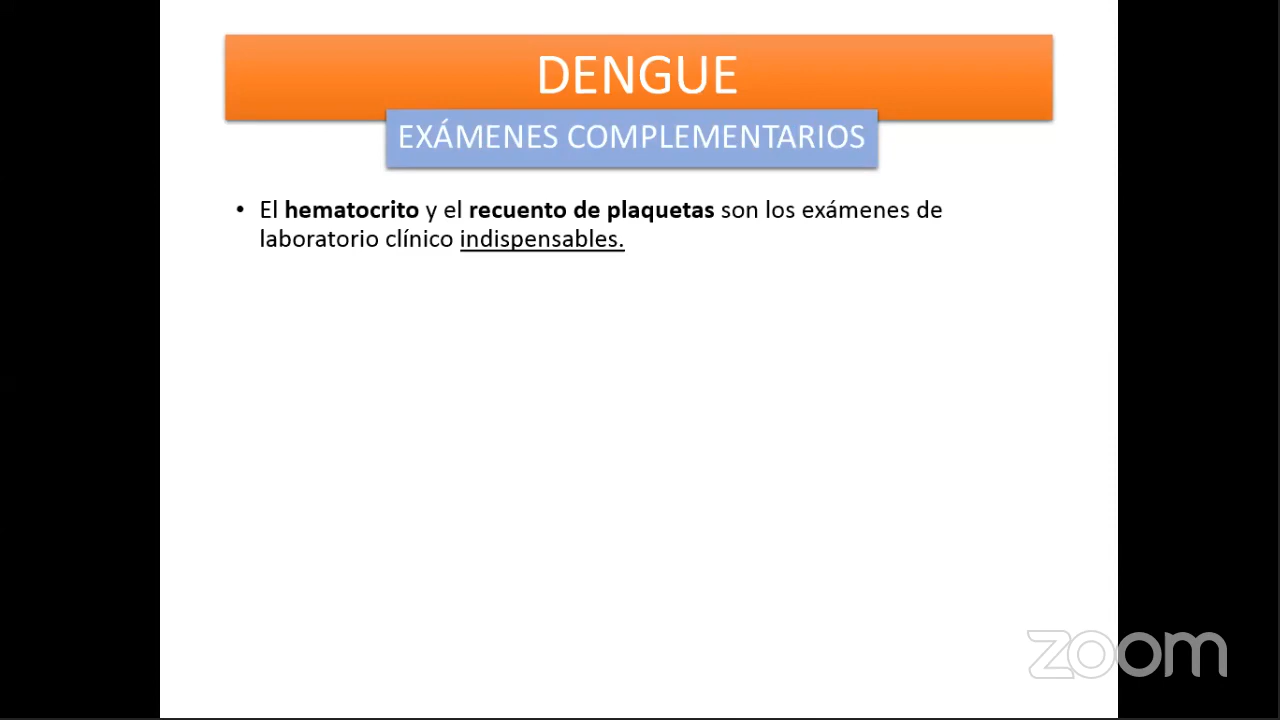 DENGUE
EXÁMENES COMPLEMENTARIOS
• El hematocrito y el recuento de plaquetas son los exámenes de
laboratorio clínico indispensables.
zoom